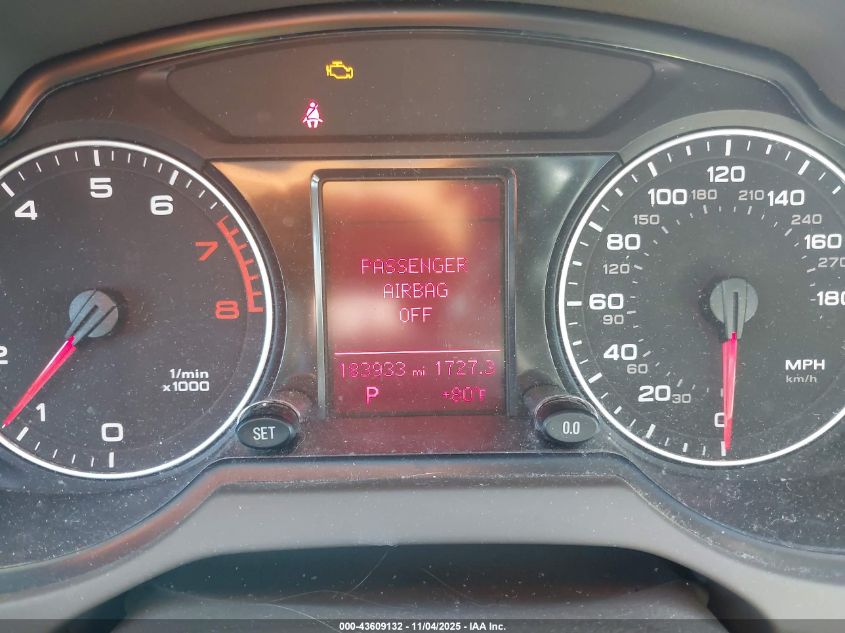 PASSENGER
AIRBAG
OFF
183933 mi 1727.3
P +80°F
SET
0.0
0
1
2
4
5
6
7
8
1/min
x1000
0
20
40
60
80
100
120
140
160
180
30
60
90
120
150
180
210
240
270
MPH
km/h
000-43609132 - 11/04/2025 - IAA Inc.